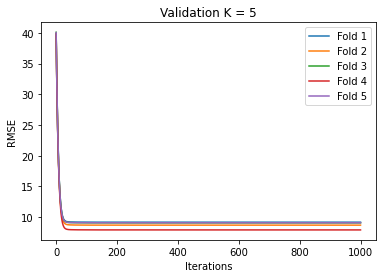 Validation K = 5
40
35
30
25
20
15
10
RMSE
Fold 1
Fold 2
Fold 3
Fold 4
Fold 5
0 200 400 600 800 1000
Iterations